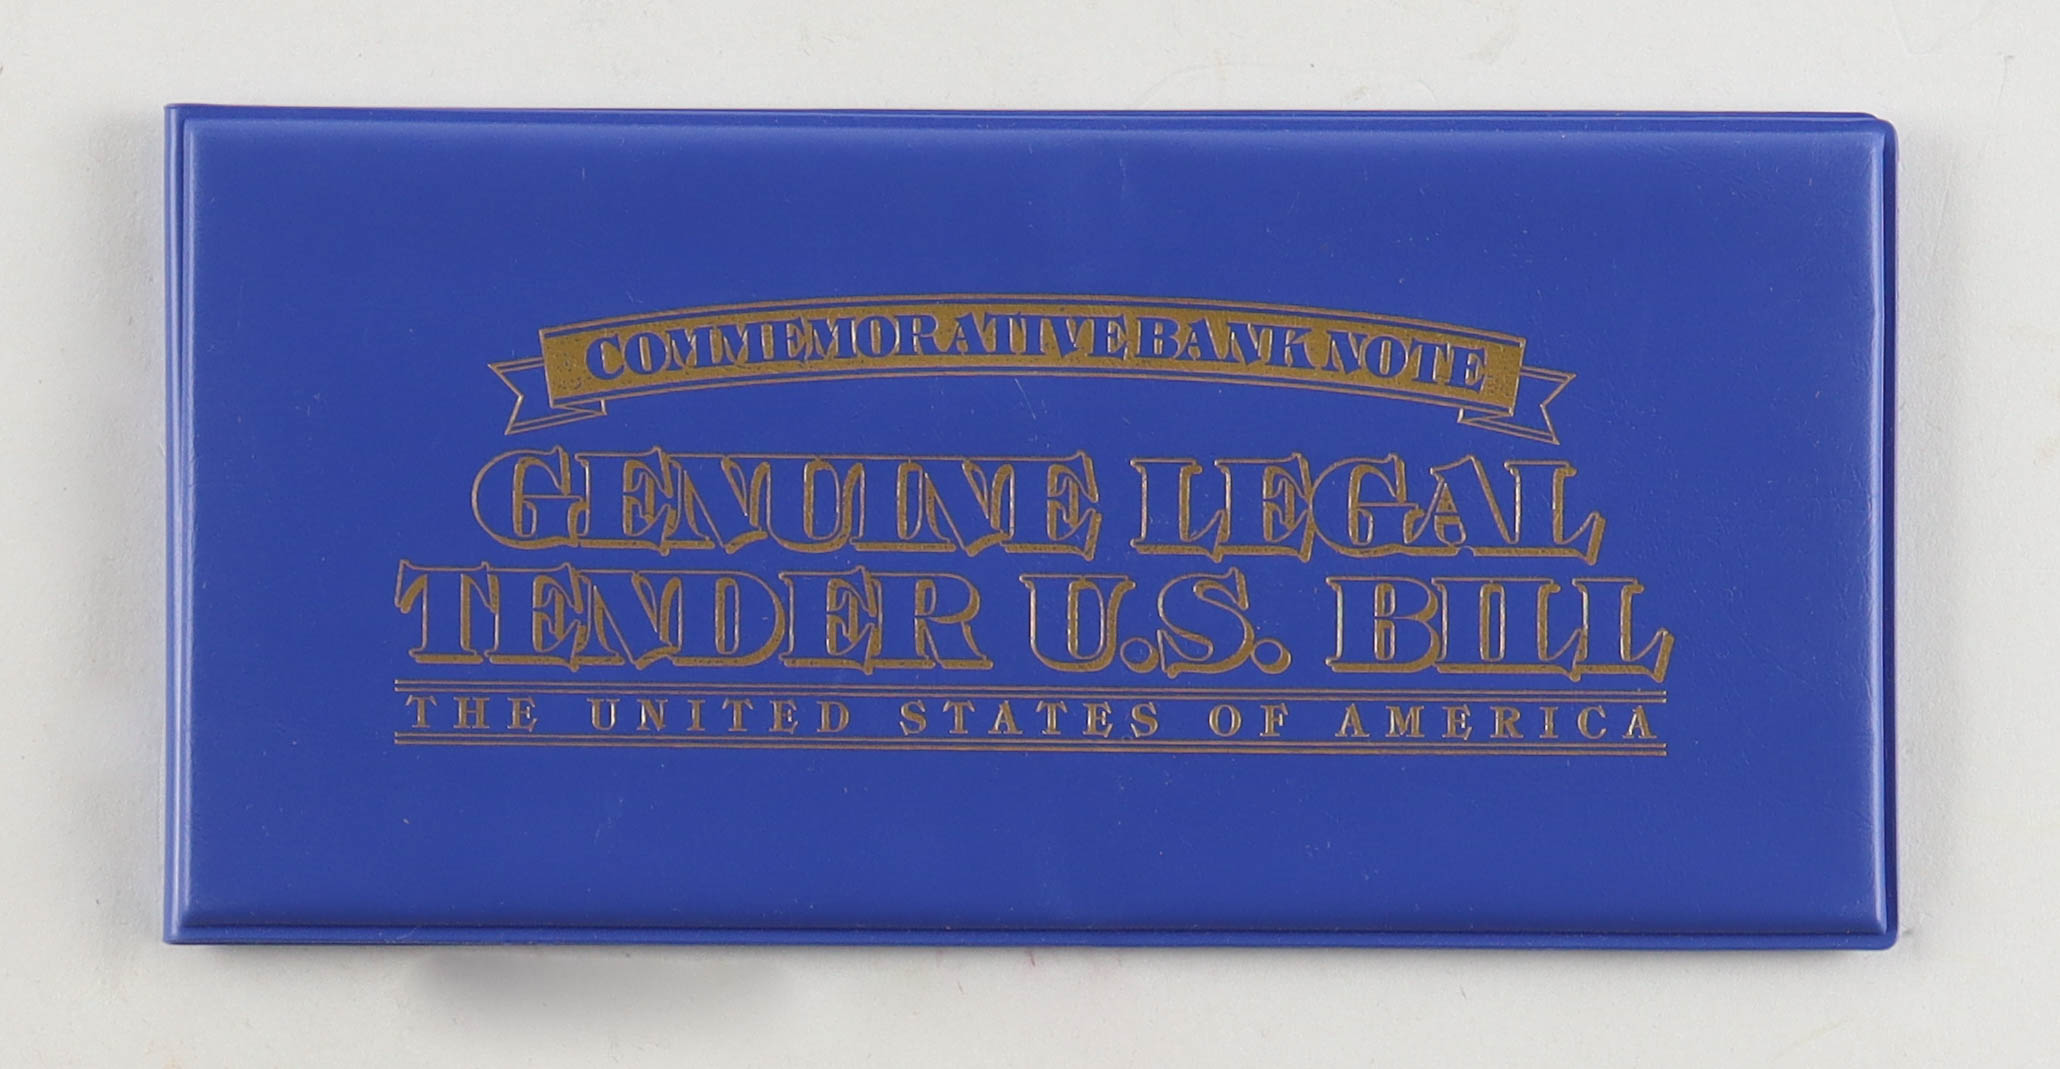 COMMEMORATIVE BANK NOTE
GENUINE LEGAL
TENDER U.S. BILL
THE UNITED STATES OF AMERICA